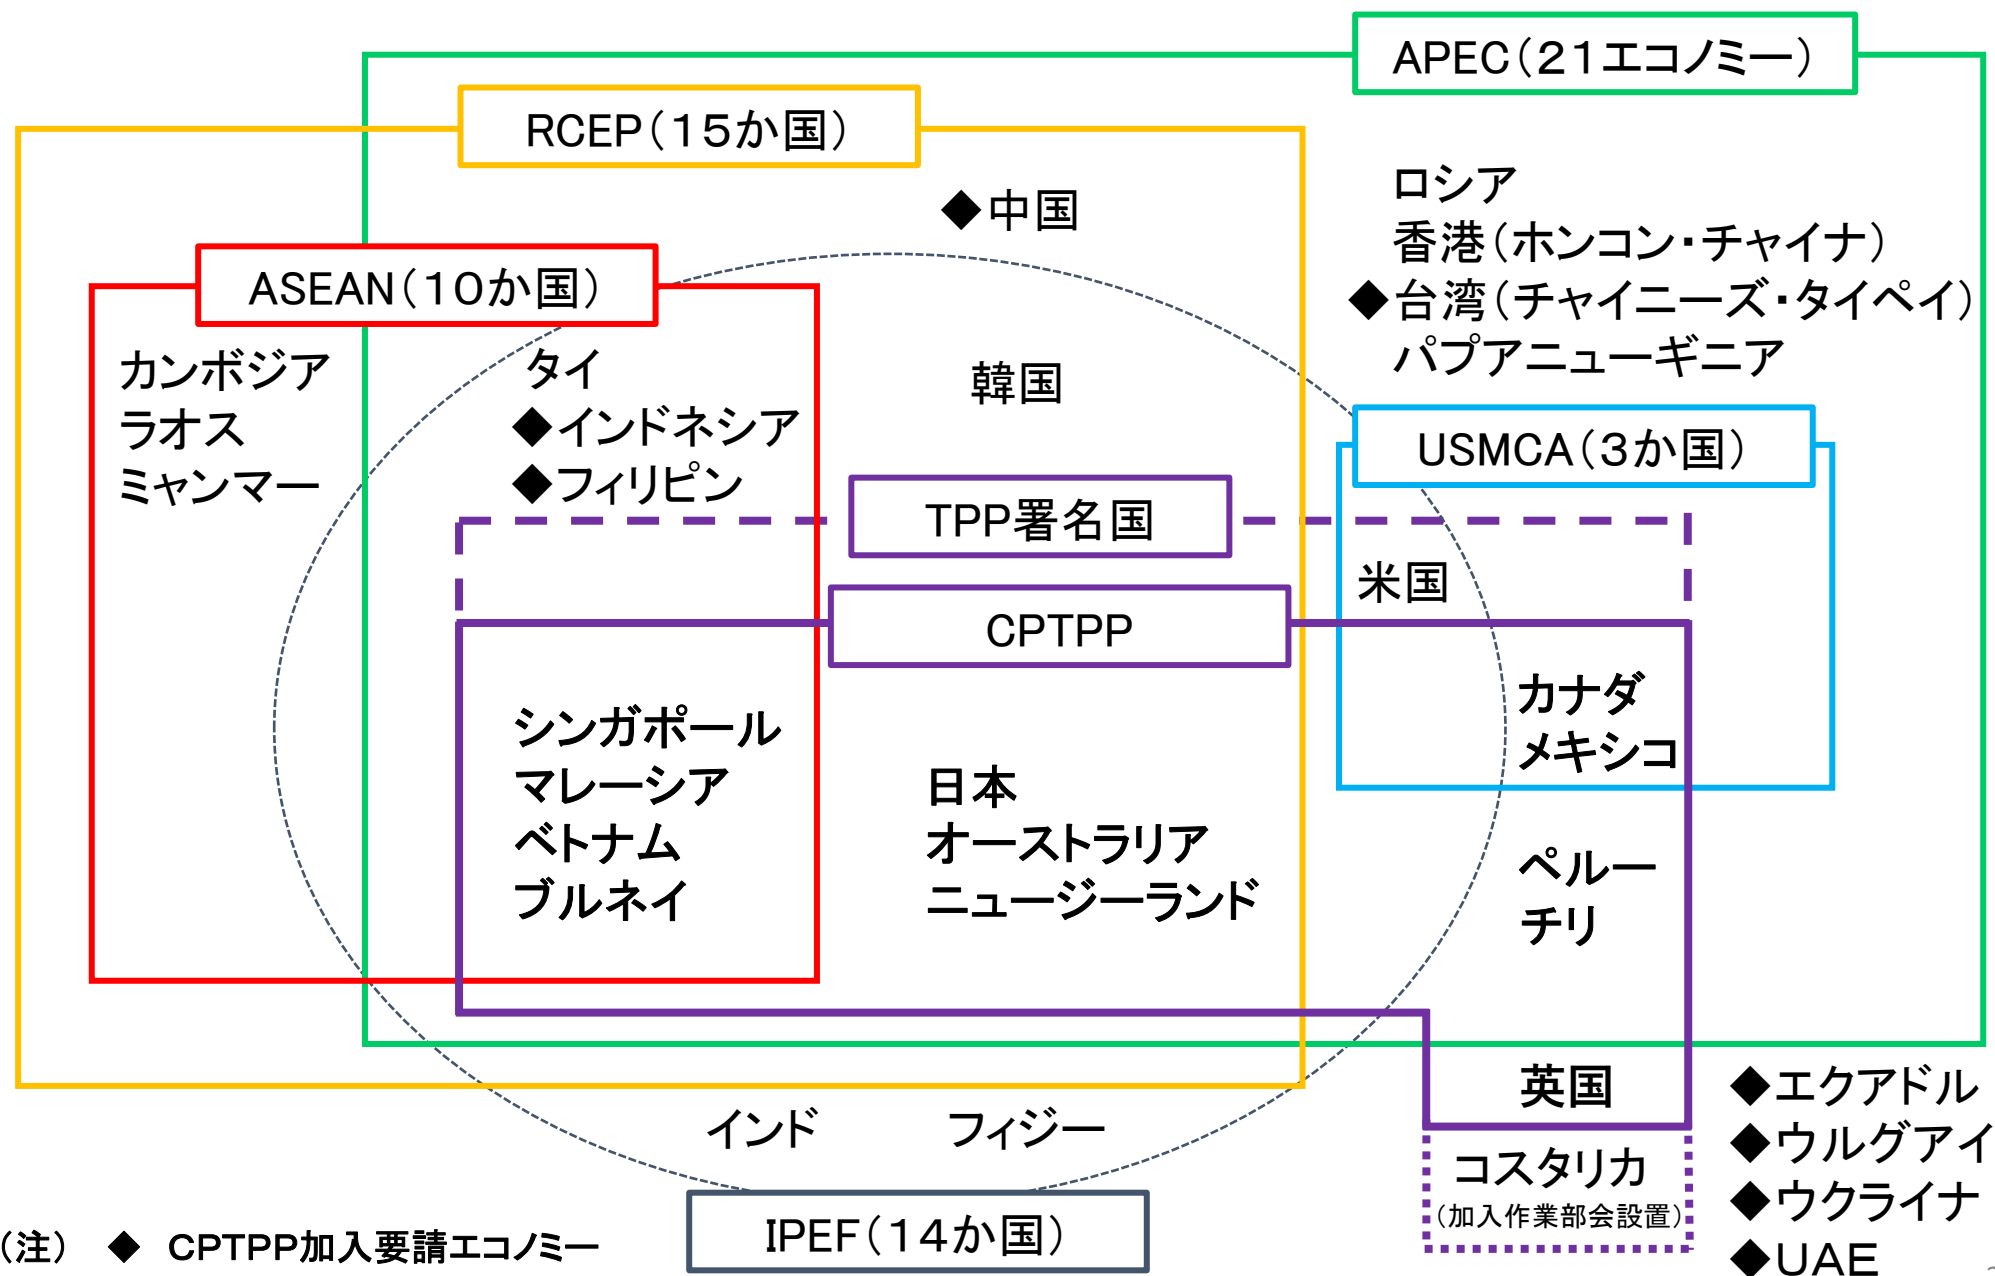 APEC（２１エコノミー）
RCEP（１５か国）
ロシア
◆中国
香港（ホンコン・チャイナ）
ASEAN（１０か国）
◆台湾（チャイニーズ・タイペイ）
パプアニューギニア
カンボジア
ラオス
ミャンマー
タイ
◆インドネシア
◆フィリピン
韓国
USMCA（３か国）
TPP署名国
米国
CPTPP
シンガポール
マレーシア
ベトナム
ブルネイ
日本
オーストラリア
ニュージーランド
カナダ
メキシコ
ペルー
チリ
英国
コスタリカ
（加入作業部会設置）
◆エクアドル
◆ウルグアイ
◆ウクライナ
◆UAE
インド
フィジー
IPEF（１４か国）
（注）　◆　CPTPP加入要請エコノミー